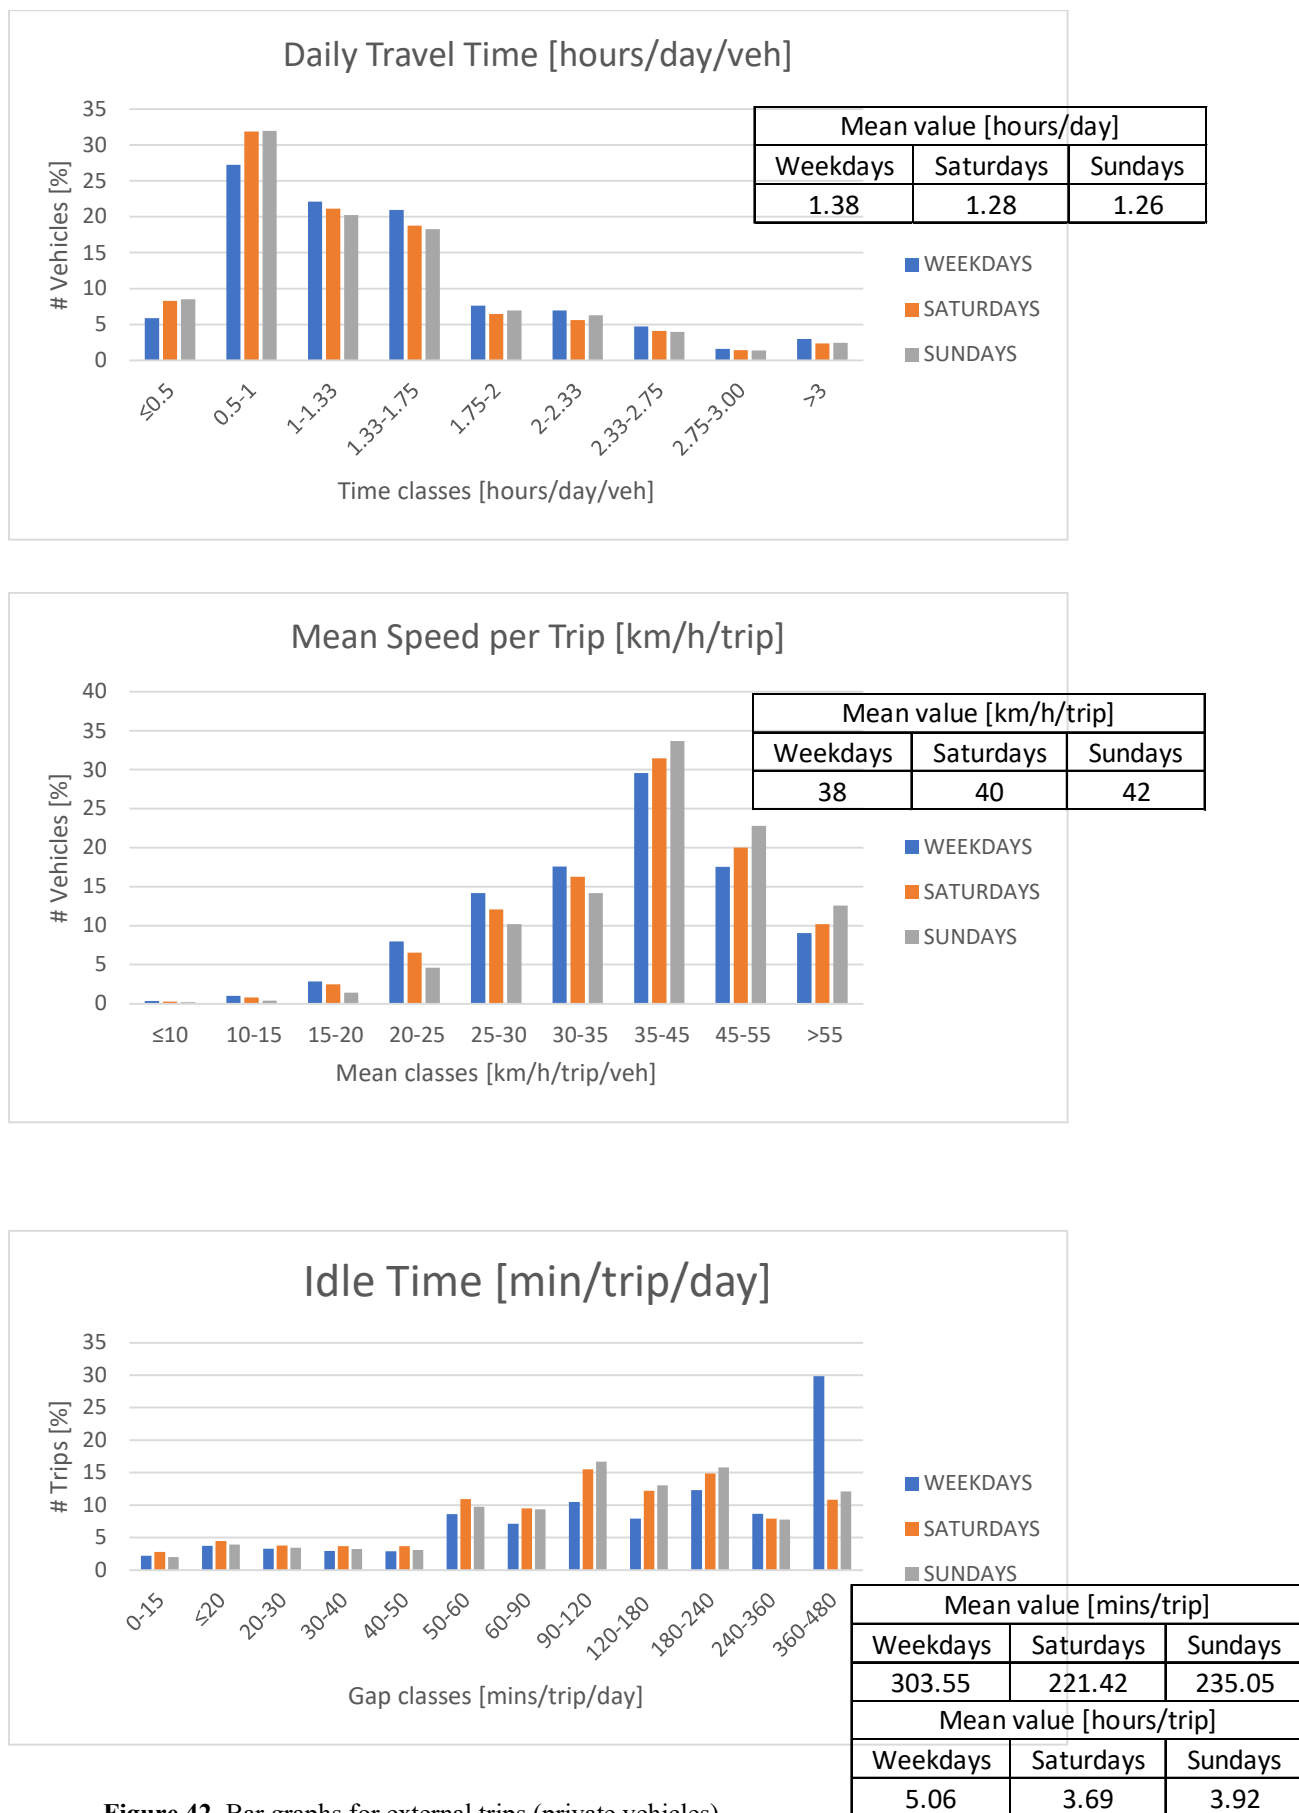 Daily Travel Time [hours/day/veh]
35
30
25
20
15
10
5
0
# Vehicles [%]
≤0.5 0.5-1 1-1.33 1.33-1.75 1.75-2 2-2.33 2.33-2.75 2.75-3.00 >3
Time classes [hours/day/veh]
Mean value [hours/day]
Weekdays Saturdays Sundays
1.38 1.28 1.26
WEEKDAYS
SATURDAYS
SUNDAYS
Mean Speed per Trip [km/h/trip]
40
35
30
25
20
15
10
5
0
# Vehicles [%]
≤10 10-15 15-20 20-25 25-30 30-35 35-45 45-55 >55
Mean classes [km/h/trip/veh]
Mean value [km/h/trip]
Weekdays Saturdays Sundays
38 40 42
WEEKDAYS
SATURDAYS
SUNDAYS
Idle Time [min/trip/day]
35
30
25
20
15
10
5
0
# Trips [%]
0-15 ≤20 20-30 30-40 40-50 50-60 60-90 90-120 120-180 180-240 240-360 360-480
Gap classes [mins/trip/day]
WEEKDAYS
SATURDAYS
SUNDAYS
Mean value [mins/trip]
Weekdays Saturdays Sundays
303.55 221.42 235.05
Mean value [hours/trip]
Weekdays Saturdays Sundays
5.06 3.69 3.92
Figure 42. Bar graphs for external trips (private vehicles)